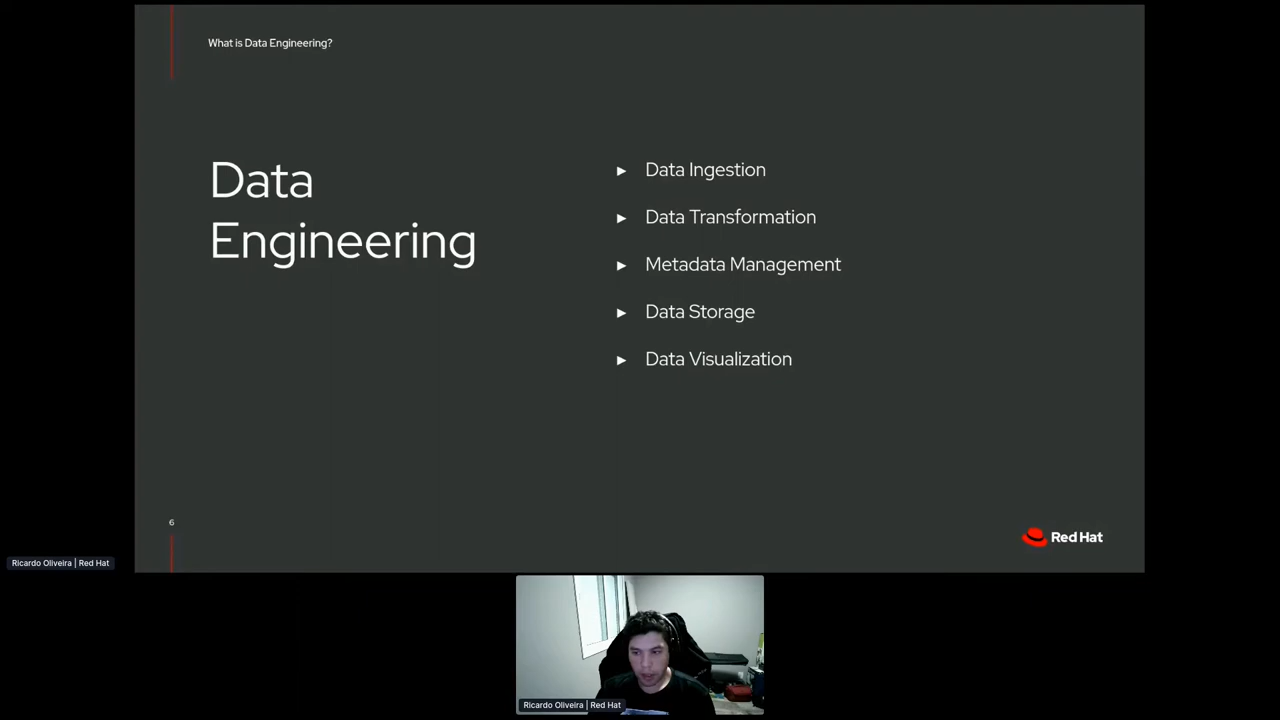 What is Data Engineering?
Data
Engineering
► Data Ingestion
► Data Transformation
► Metadata Management
► Data Storage
► Data Visualization
6
Red Hat
Ricardo Oliveira | Red Hat
Ricardo Oliveira | Red Hat